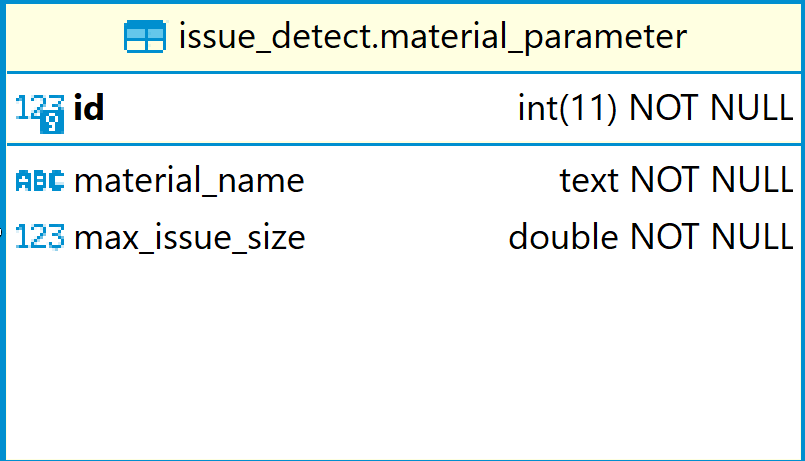 issue_detect.material_parameter
123 id int(11) NOT NULL
ABC material_name text NOT NULL
123 max_issue_size double NOT NULL